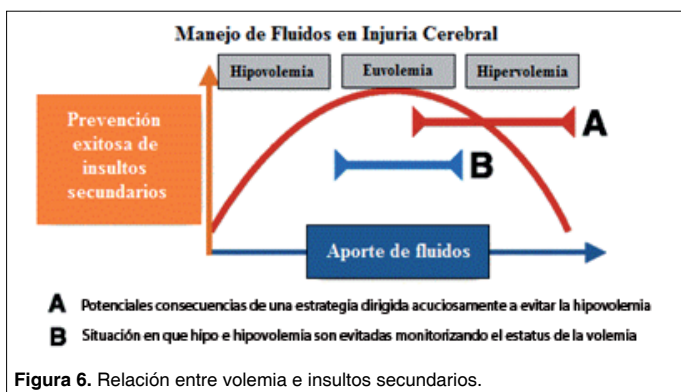 Manejo de Fluidos en Injuria Cerebral
Hipovolemia Euvolemia Hipervolemia
Prevención
exitosa de
insultos
secundarios
A
B
Aporte de fluidos
A Potenciales consecuencias de una estrategia dirigida acuciosamente a evitar la hipovolemia
B Situación en que hipo e hipovolemia son evitadas monitorizando el estatus de la volemia
Figura 6. Relación entre volemia e insultos secundarios.